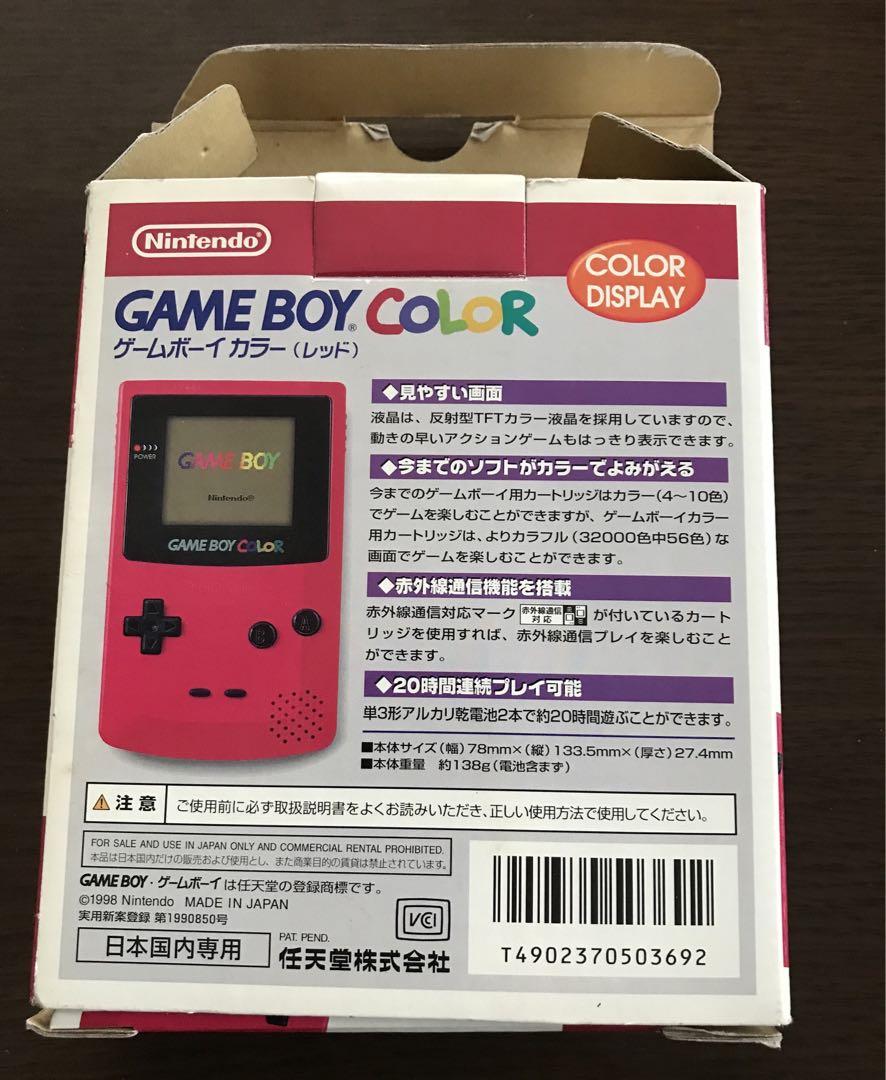 Nintendo®
COLOR
DISPLAY
GAME BOY® COLOR
ゲームボーイ カラー(レッド)
POWER
GAME BOY
Nintendo®
GAME BOY COLOR
B A
◆見やすい画面
液晶は、反射型TFTカラー液晶を採用していますので、
動きの早いアクションゲームもはっきり表示できます。
◆今までのソフトがカラーでよみがえる
今までのゲームボーイ用カートリッジはカラー(4〜10色)
でゲームを楽しむことができますが、ゲームボーイカラー
用カートリッジは、よりカラフル(32000色中56色)な
画面でゲームを楽しむことができます。
◆赤外線通信機能を搭載
赤外線通信対応マーク 赤外線通信 対応 が付いているカート
リッジを使用すれば、赤外線通信プレイを楽しむこと
ができます。
◆20時間連続プレイ可能
単3形アルカリ乾電池2本で約20時間遊ぶことができます。
■本体サイズ(幅)78mm×(縦)133.5mm×(厚さ)27.4mm
■本体重量 約138g(電池含まず)
注意 ご使用前に必ず取扱説明書をよくお読みいただき、正しい使用方法で使用してください。
FOR SALE AND USE IN JAPAN ONLY AND COMMERCIAL RENTAL PROHIBITED.
本品は日本国内だけの販売および使用とし、また商業目的の賃貸は禁止されています。
GAME BOY・ゲームボーイは任天堂の登録商標です。
©1998 Nintendo MADE IN JAPAN
実用新案登録 第1990850号
VCI
日本国内専用
PAT. PEND.
任天堂株式会社
T4902370503692